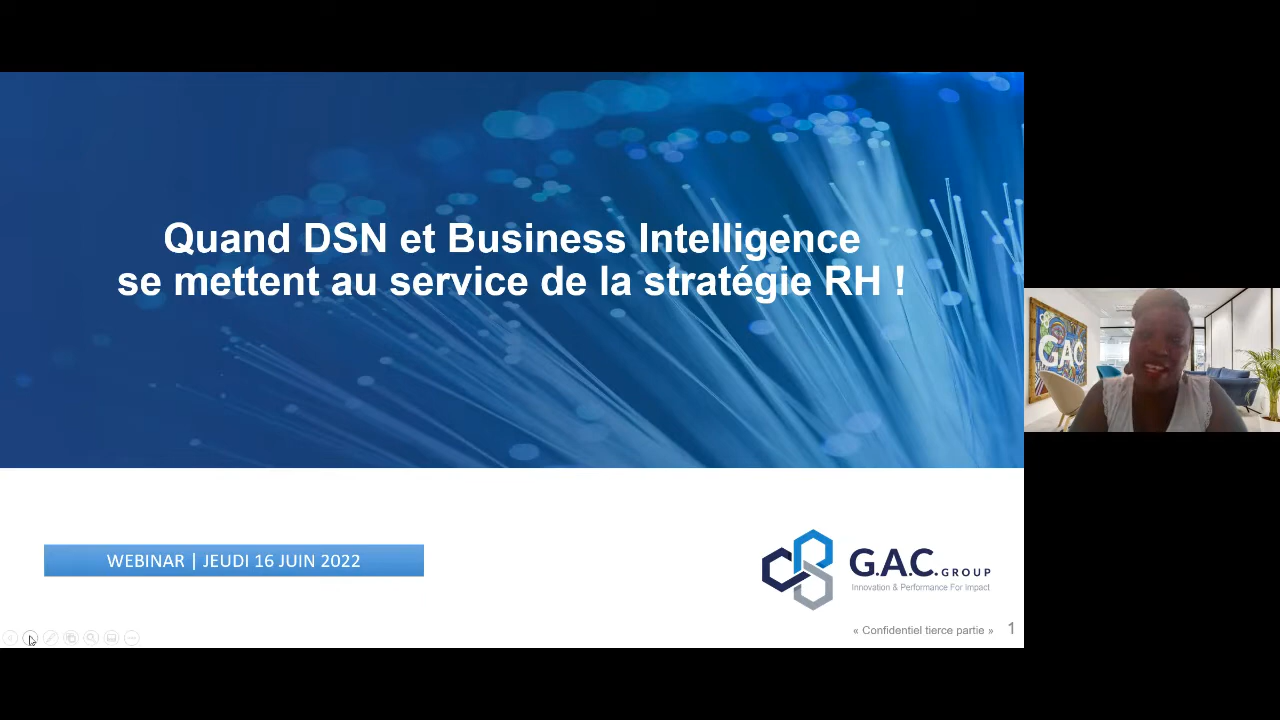 Quand DSN et Business Intelligence
se mettent au service de la stratégie RH !
GAC
WEBINAR | JEUDI 16 JUIN 2022
G.A.C. GROUP
Innovation & Performance For Impact
« Confidentiel tierce partie » 1